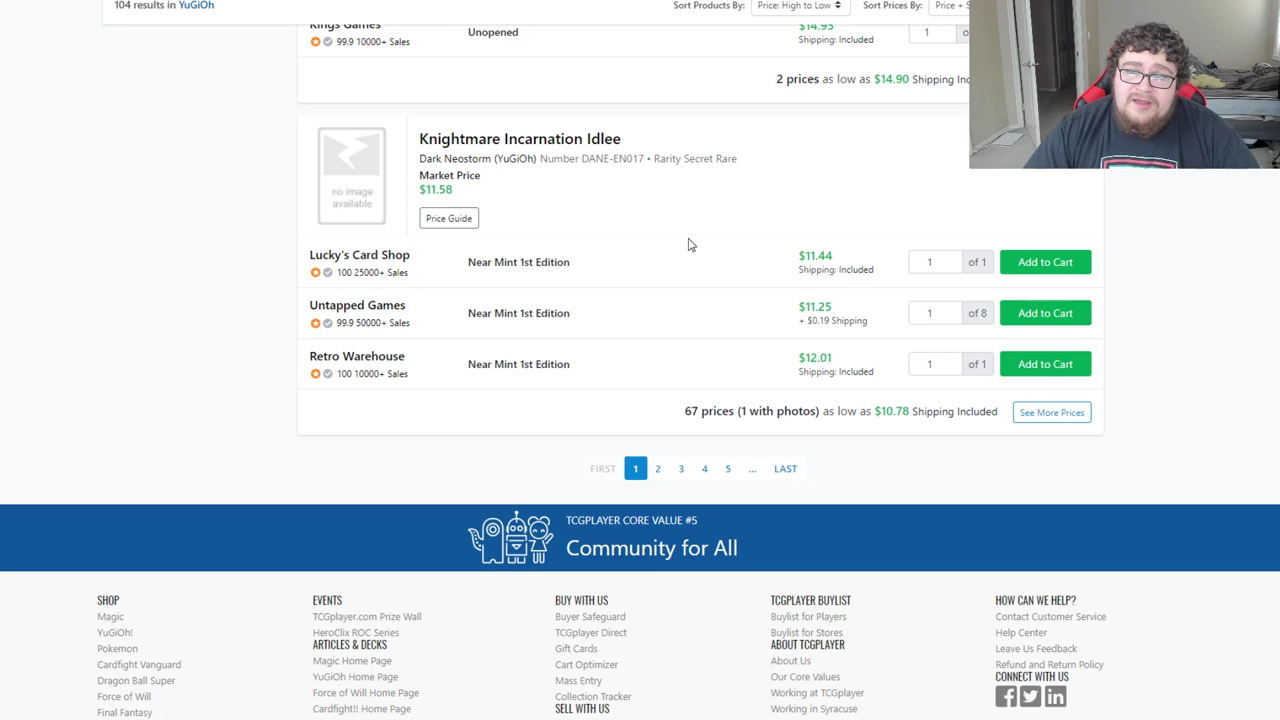 104 results in YuGiOh
Sort Products By:
Price: High to Low
Sort Prices By:
Price + S
Kings Games
99.9 10000+ Sales
Unopened
$14.95
Shipping: Included
1
2 prices as low as $14.90 Shipping Inc
no image
available
Knightmare Incarnation Idlee
Dark Neostorm (YuGiOh) Number DANE-EN017 • Rarity Secret Rare
Market Price
$11.58
Price Guide
Lucky's Card Shop
100 25000+ Sales
Near Mint 1st Edition
$11.44
Shipping: Included
1 of 1
Add to Cart
Untapped Games
99.9 50000+ Sales
Near Mint 1st Edition
$11.25
+ $0.19 Shipping
1 of 8
Add to Cart
Retro Warehouse
100 10000+ Sales
Near Mint 1st Edition
$12.01
Shipping: Included
1 of 1
Add to Cart
67 prices (1 with photos) as low as $10.78 Shipping Included
See More Prices
FIRST 1 2 3 4 5 ... LAST
TCGPLAYER CORE VALUE #5
Community for All
SHOP
Magic
YuGiOh!
Pokemon
Cardfight Vanguard
Dragon Ball Super
Force of Will
Final Fantasy
EVENTS
TCGplayer.com Prize Wall
HeroClix ROC Series
ARTICLES & DECKS
Magic Home Page
YuGiOh Home Page
Force of Will Home Page
Cardfight!! Home Page
BUY WITH US
Buyer Safeguard
TCGplayer Direct
Gift Cards
Cart Optimizer
Mass Entry
Collection Tracker
SELL WITH US
TCGPLAYER BUYLIST
Buylist for Players
Buylist for Stores
ABOUT TCGPLAYER
About Us
Our Core Values
Working at TCGplayer
Working in Syracuse
HOW CAN WE HELP?
Contact Customer Service
Help Center
Leave Us Feedback
Refund and Return Policy
CONNECT WITH US